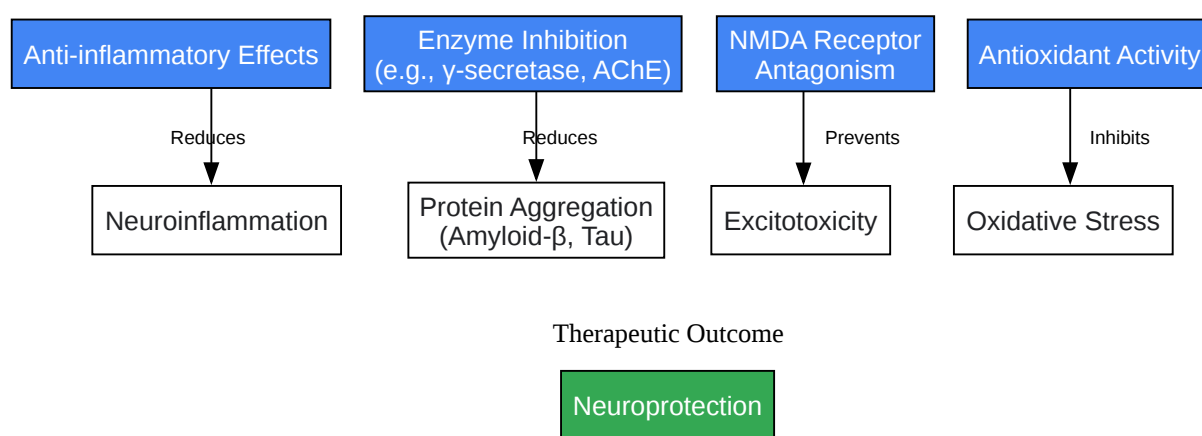 Anti-inflammatory Effects
Enzyme Inhibition
(e.g., γ-secretase, AChE)
NMDA Receptor
Antagonism
Antioxidant Activity
Reduces
Reduces
Prevents
Inhibits
Neuroinflammation
Protein Aggregation
(Amyloid-β, Tau)
Excitotoxicity
Oxidative Stress
Therapeutic Outcome
Neuroprotection